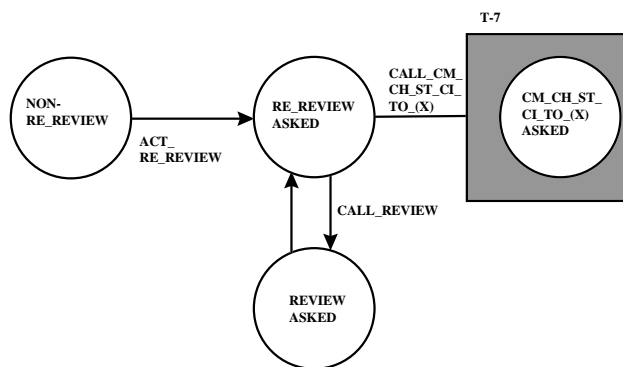 T-7
NON-
RE_REVIEW
ACT_
RE_REVIEW
RE_REVIEW
ASKED
CALL_CM_
CH_ST_CI_
TO_(X)
CM_CH_ST_
CI_TO_(X)
ASKED
CALL_REVIEW
REVIEW
ASKED